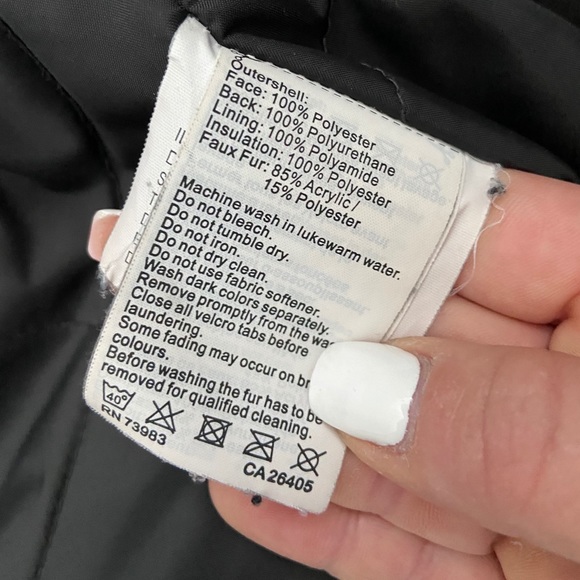 Outershell:
Face: 100% Polyester
Back: 100% Polyurethane
Lining: 100% Polyamide
Insulation: 100% Polyester
Faux Fur: 85% Acrylic /
15% Polyester
Machine wash in lukewarm water.
Do not bleach.
Do not tumble dry.
Do not iron.
Do not dry clean.
Do not use fabric softener.
Wash dark colors separately.
Remove promptly from the
Close all velcro tabs before
laundering.
Some fading may occur on
colours.
Before washing the fur has to be
removed for qualified cleaning.
40°
RN 73983
CA 26405